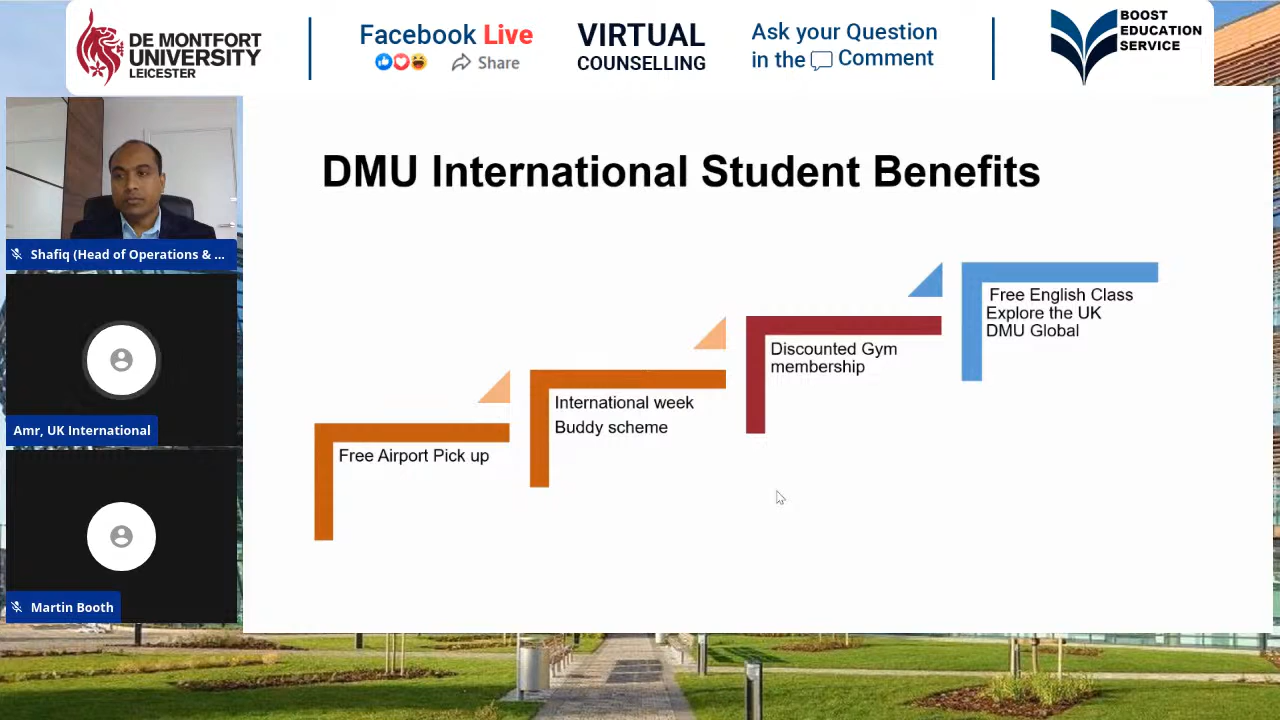 DE MONTFORT
UNIVERSITY
LEICESTER
Facebook Live
Share
VIRTUAL
COUNSELLING
Ask your Question
in the Comment
BOOST
EDUCATION
SERVICE
Shafiq (Head of Operations & ...
Amr, UK International
Martin Booth
DMU International Student Benefits
Free Airport Pick up
International week
Buddy scheme
Discounted Gym
membership
Free English Class
Explore the UK
DMU Global